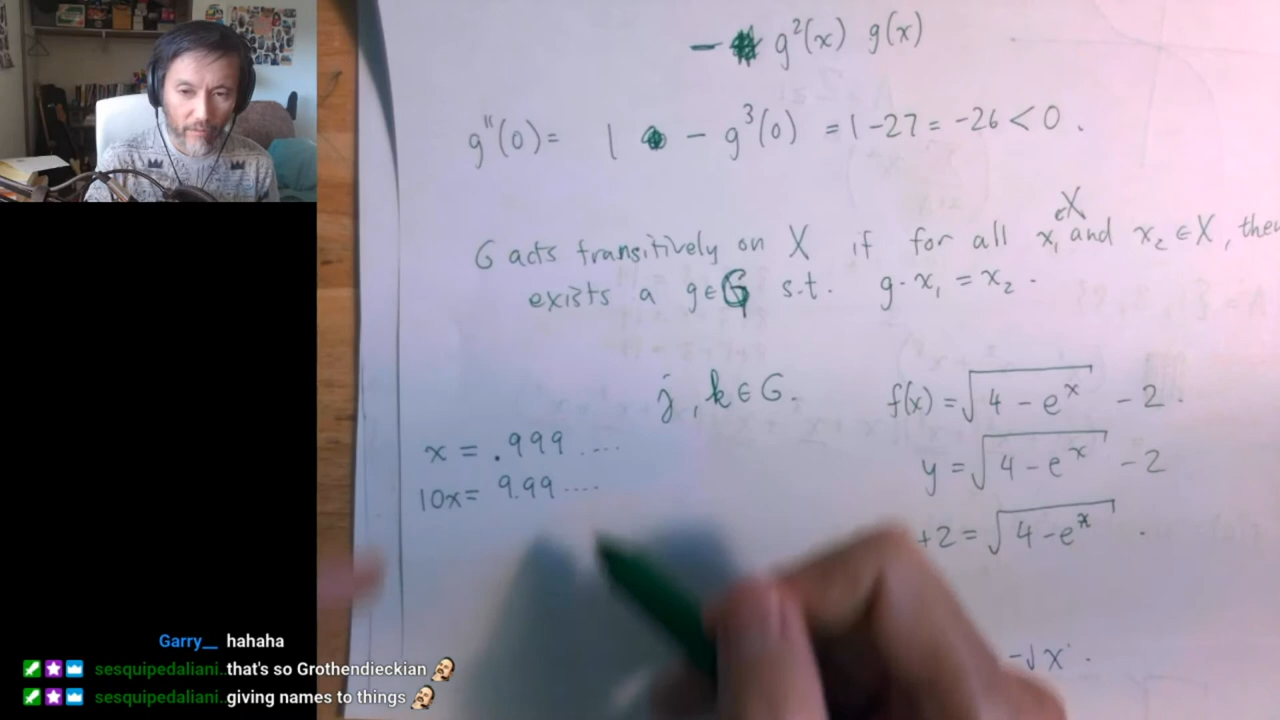 - g²(x) g(x)
g''(0)= 1 - g³(0) = 1-27 = -26 < 0 .
∈X
G acts transitively on X if for all x₁ and x₂ ∈ X, then
exists a g∈G s.t. g·x₁ = x₂ .
j, k ∈ G.
f(x) = √(4 - eˣ) - 2 .
x = .999 ....
y = √(4 - eˣ) - 2
10x = 9.99 ....
+2 = √(4 - eˣ) .
-√x .
Garry__ hahaha
sesquipedaliani.. that's so Grothendieckian
sesquipedaliani.. giving names to things